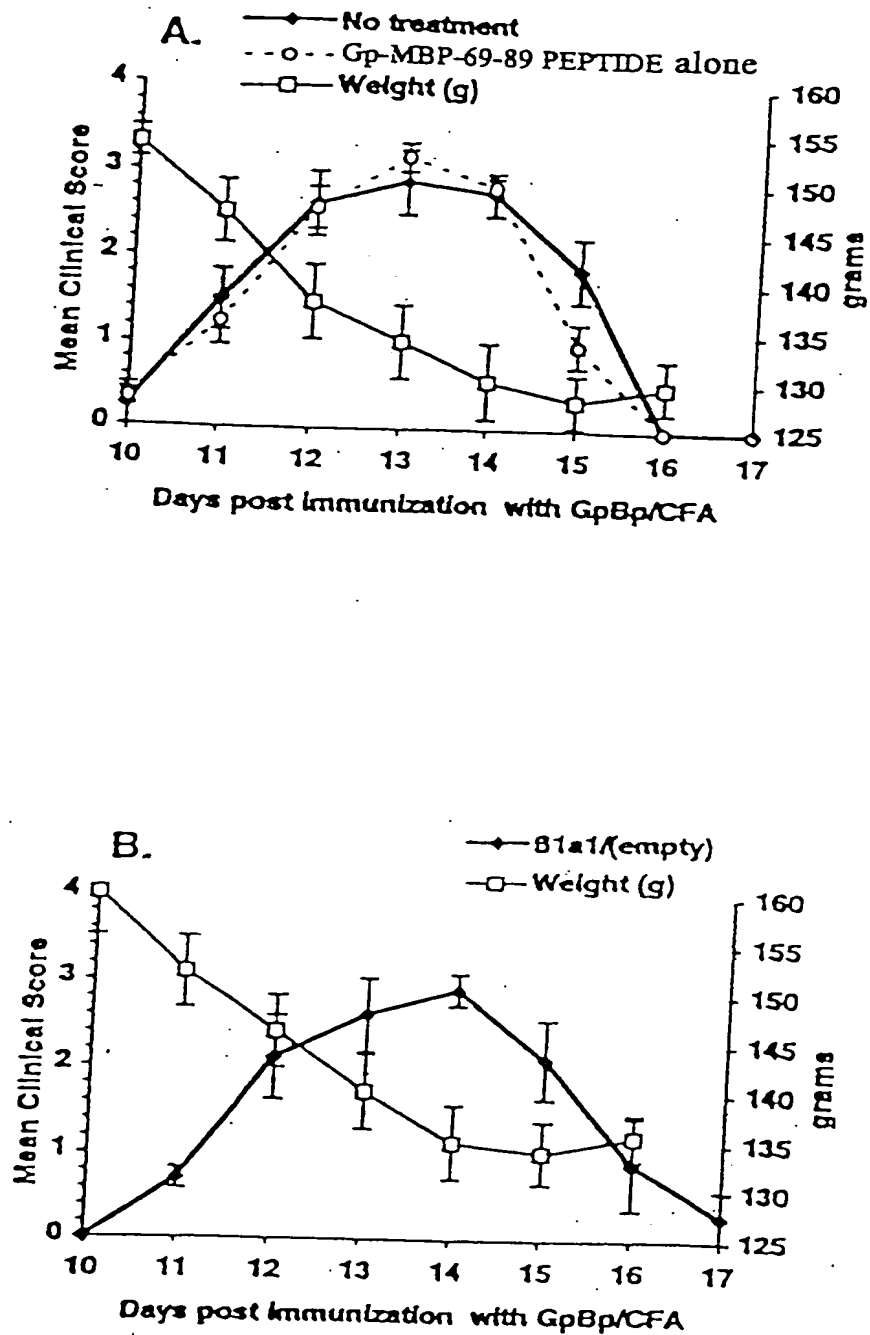 A.
No treatment
Gp-MBP-69-89 PEPTIDE alone
Weight (g)
4
3
2
1
0
Mean Clinical Score
160
155
150
145
140
135
130
125
grams
10 11 12 13 14 15 16 17
Days post immunization with GpBp/CFA
B.
β1a1/(empty)
Weight (g)
4
3
2
1
0
Mean Clinical Score
160
155
150
145
140
135
130
125
grams
10 11 12 13 14 15 16 17
Days post immunization with GpBp/CFA